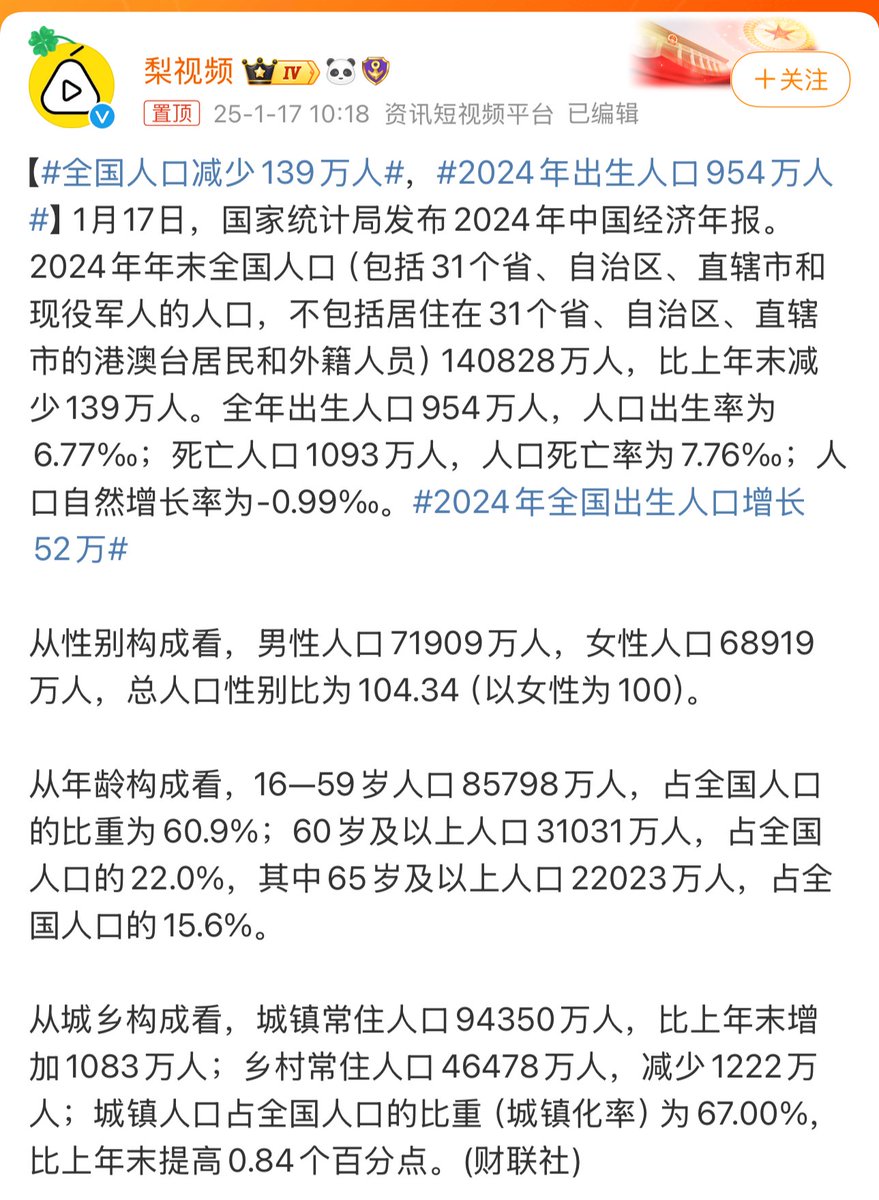 梨视频 IV
+关注
置顶 25-1-17 10:18 资讯短视频平台 已编辑
【#全国人口减少139万人#，#2024年出生人口954万人
#】1月17日，国家统计局发布2024年中国经济年报。
2024年年末全国人口（包括31个省、自治区、直辖市和
现役军人的人口，不包括居住在31个省、自治区、直辖
市的港澳台居民和外籍人员）140828万人，比上年末减
少139万人。全年出生人口954万人，人口出生率为
6.77‰；死亡人口1093万人，人口死亡率为7.76‰；人
口自然增长率为-0.99‰。#2024年全国出生人口增长
52万#
从性别构成看，男性人口71909万人，女性人口68919
万人，总人口性别比为104.34（以女性为100）。
从年龄构成看，16—59岁人口85798万人，占全国人口
的比重为60.9%；60岁及以上人口31031万人，占全国
人口的22.0%，其中65岁及以上人口22023万人，占全
国人口的15.6%。
从城乡构成看，城镇常住人口94350万人，比上年末增
加1083万人；乡村常住人口46478万人，减少1222万
人；城镇人口占全国人口的比重（城镇化率）为67.00%，
比上年末提高0.84个百分点。(财联社)